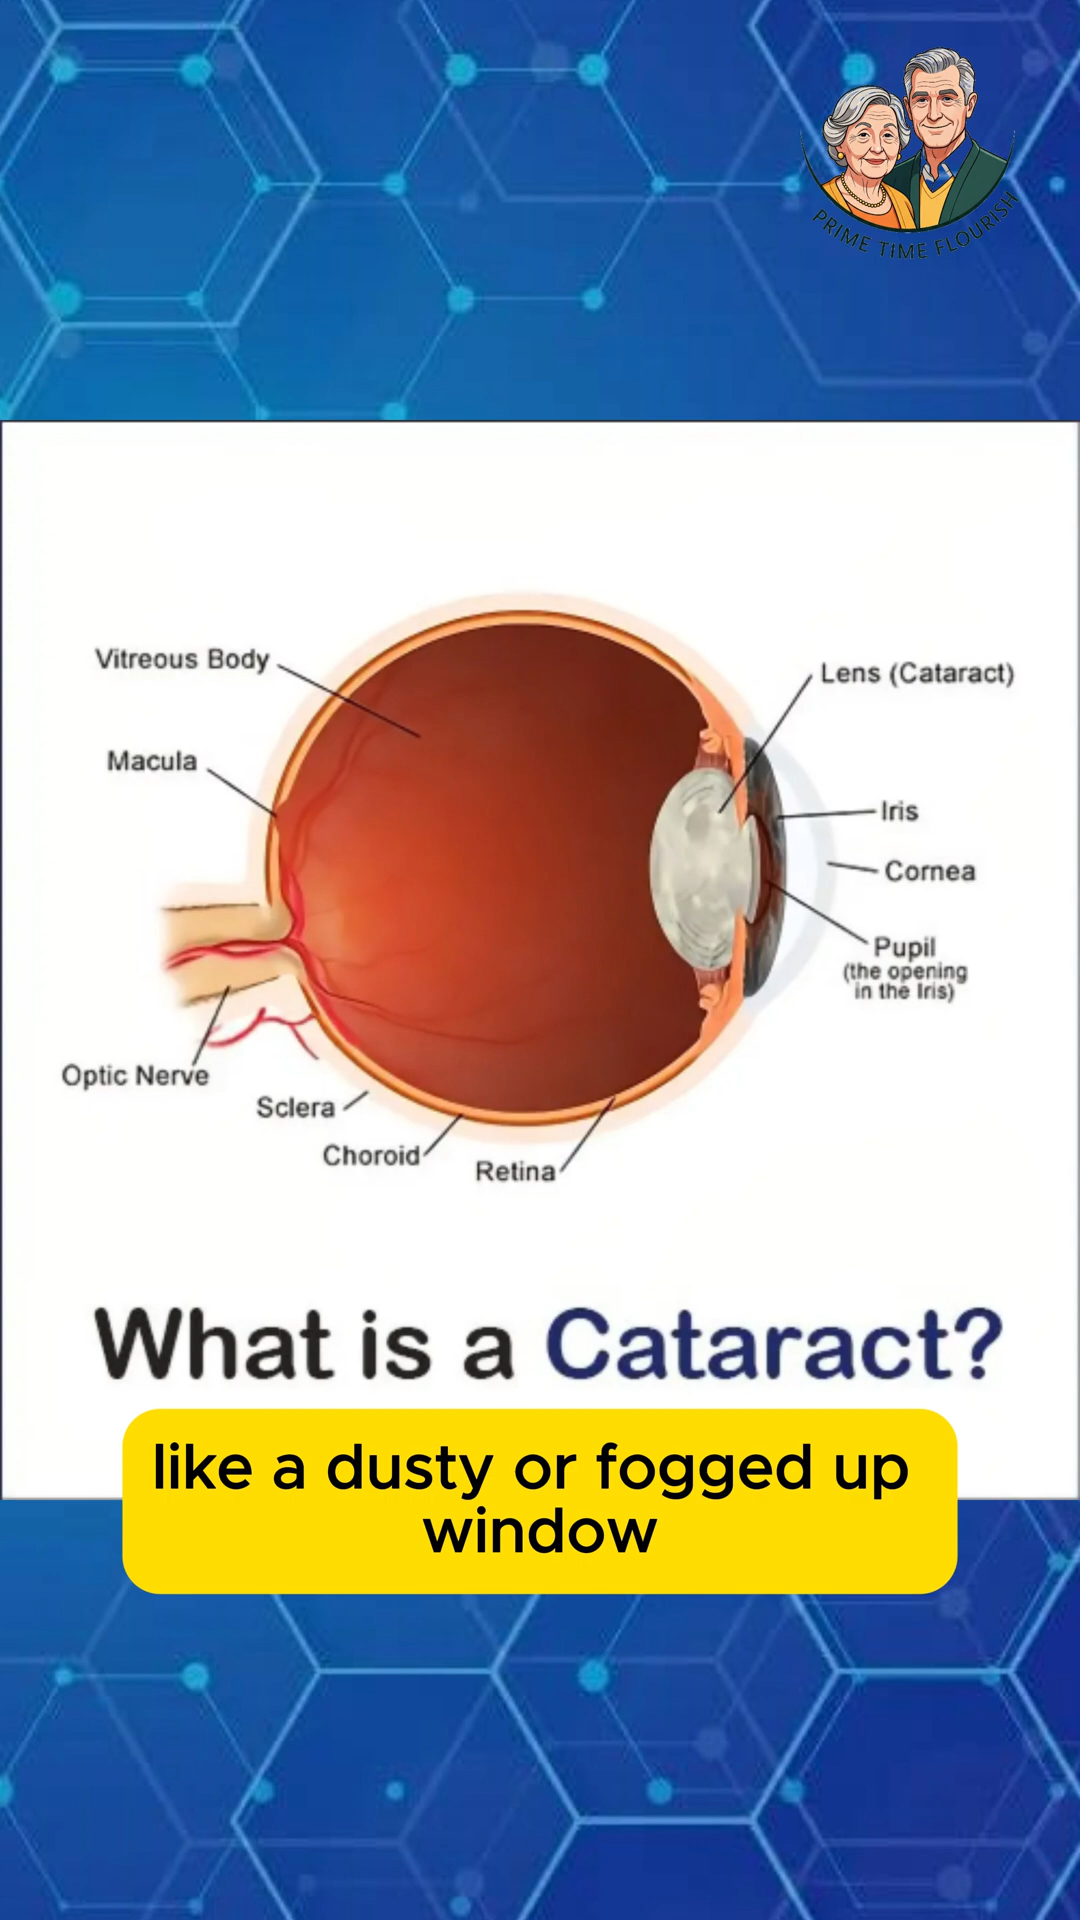 PRIME TIME FLOURISH
Vitreous Body
Lens (Cataract)
Macula
Iris
Cornea
Pupil
(the opening
in the Iris)
Optic Nerve
Sclera
Choroid
Retina
What is a Cataract?
like a dusty or fogged up
window